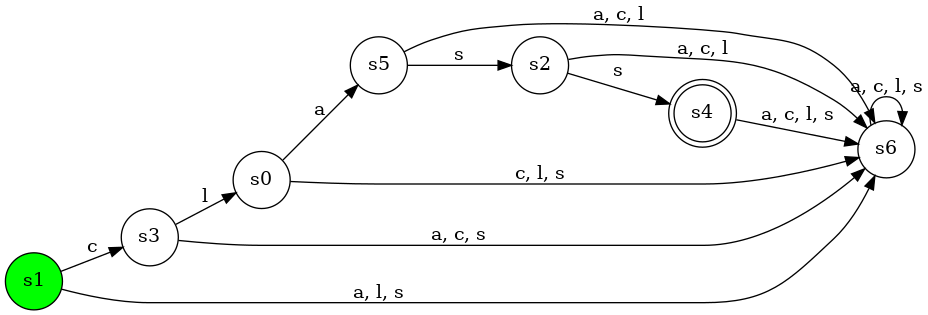 a, c, l
s5
s
s2
a, c, l
s
a, c, l, s
s4
a, c, l, s
s6
a
s0
c, l, s
l
s3
a, c, s
c
s1
a, l, s